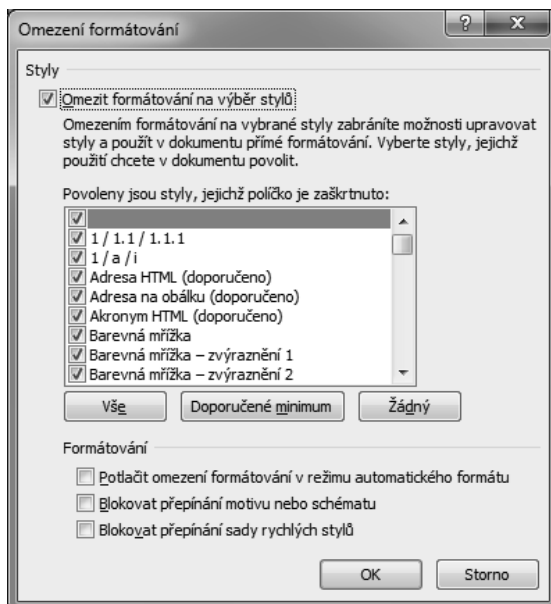 Omezení formátování
Styly
Omezit formátování na výběr stylů
Omezením formátování na vybrané styly zabráníte možnosti upravovat
styly a použít v dokumentu přímé formátování. Vyberte styly, jejichž
použití chcete v dokumentu povolit.
Povoleny jsou styly, jejichž políčko je zaškrtnuto:
1 / 1.1 / 1.1.1
1 / a / i
Adresa HTML (doporučeno)
Adresa na obálku (doporučeno)
Akronym HTML (doporučeno)
Barevná mřížka
Barevná mřížka – zvýraznění 1
Barevná mřížka – zvýraznění 2
Vše Doporučené minimum Žádný
Formátování
Potlačit omezení formátování v režimu automatického formátu
Blokovat přepínání motivu nebo schématu
Blokovat přepínání sady rychlých stylů
OK Storno